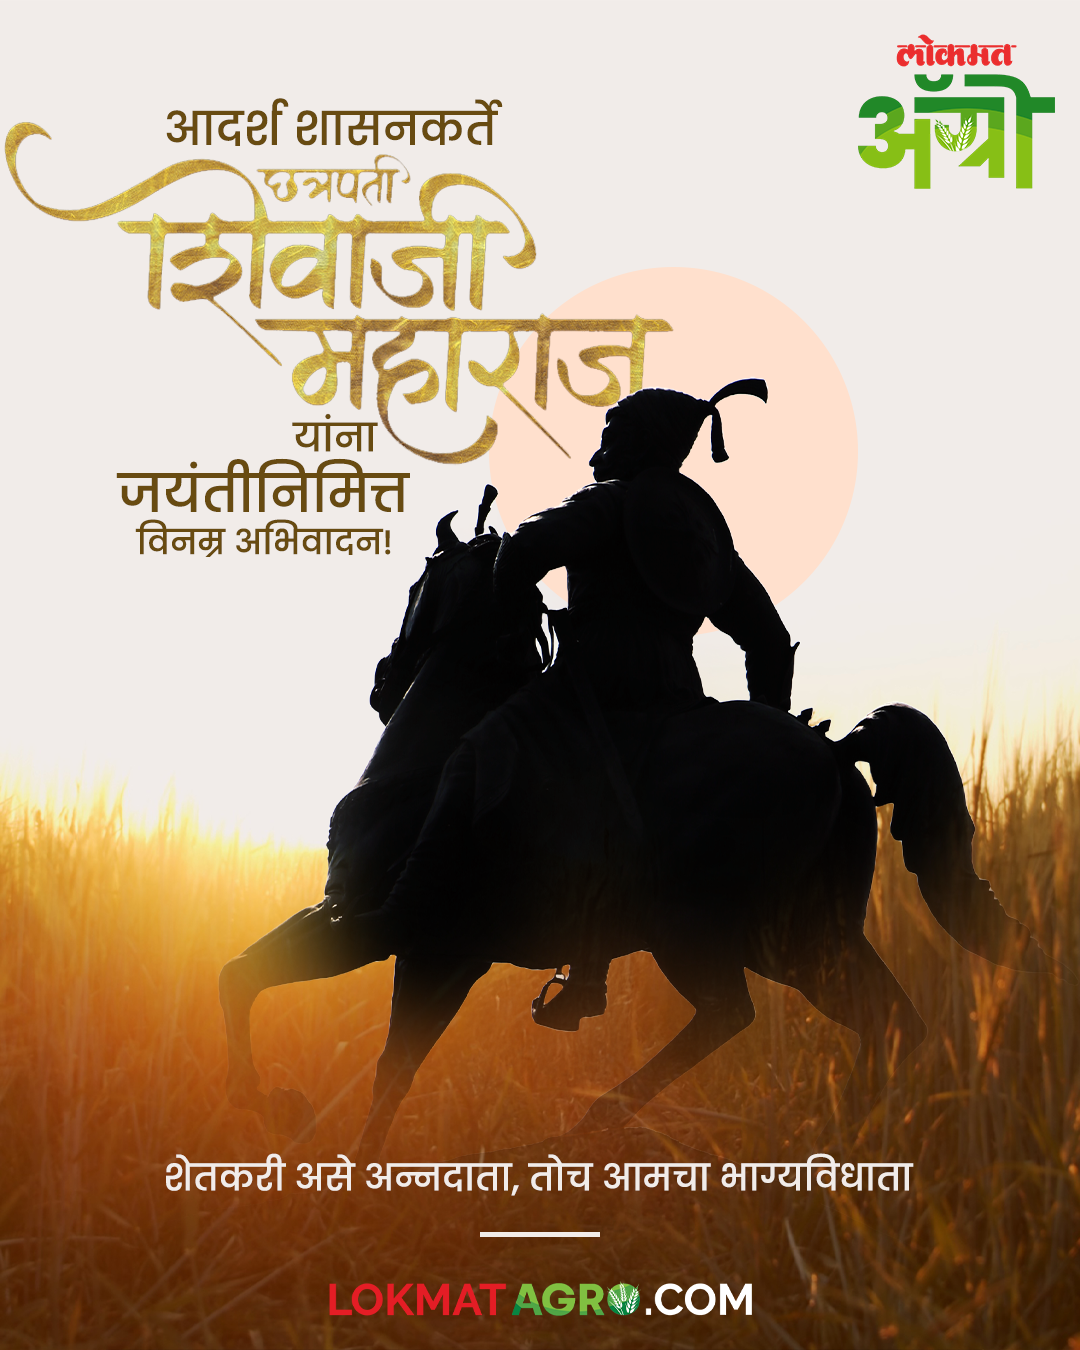 लोकमत
अ‍ॅग्री
आदर्श शासनकर्ते
छत्रपती
शिवाजी
महाराज
यांना
जयंतीनिमित्त
विनम्र अभिवादन!
शेतकरी असे अन्नदाता, तोच आमचा भाग्यविधाता
LOKMAT AGRO.COM